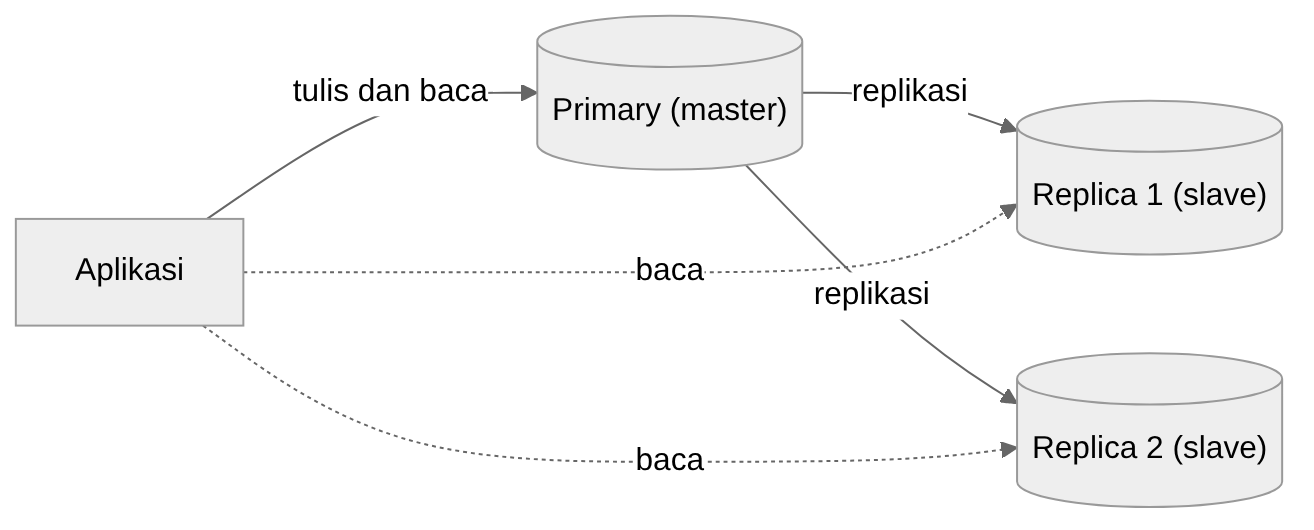 tulis dan baca
Primary (master)
replikasi
Replica 1 (slave)
Aplikasi
baca
replikasi
Replica 2 (slave)
baca